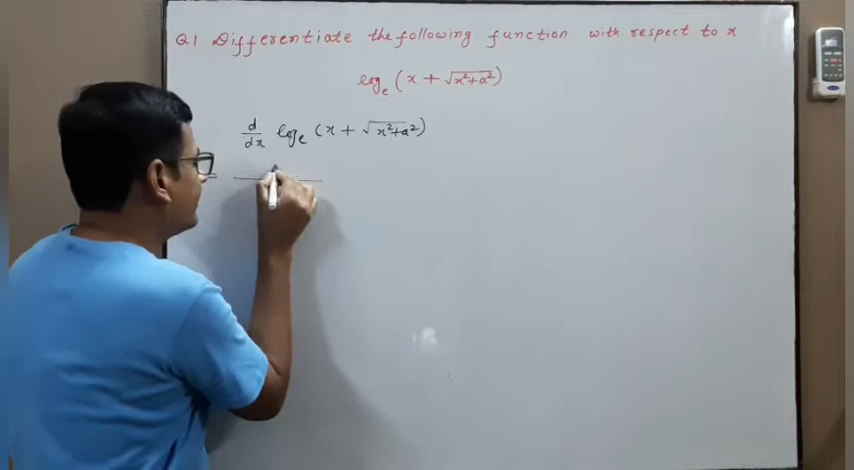 Q1 Differentiate the following function with respect to x
logₑ(x + √x²+a²)
d/dx logₑ(x + √x²+a²)
=